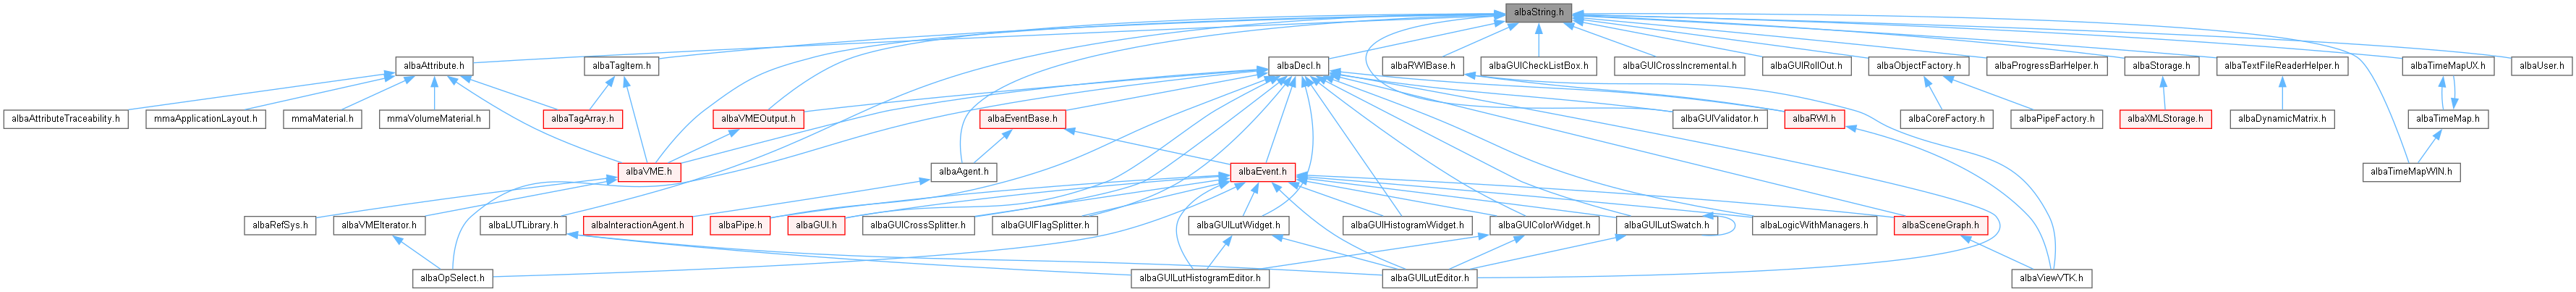 albaString.h
albaAttribute.h
albaTagItem.h
albaDecl.h
albaRWIBase.h
albaGUICheckListBox.h
albaGUICrossIncremental.h
albaGUIRollOut.h
albaObjectFactory.h
albaProgressBarHelper.h
albaStorage.h
albaTextFileReaderHelper.h
albaTimeMapUX.h
albaUser.h
albaAttributeTraceability.h
mmaApplicationLayout.h
mmaMaterial.h
mmaVolumeMaterial.h
albaTagArray.h
albaVMEOutput.h
albaEventBase.h
albaGUIValidator.h
albaRWI.h
albaCoreFactory.h
albaPipeFactory.h
albaXMLStorage.h
albaDynamicMatrix.h
albaTimeMap.h
albaVME.h
albaAgent.h
albaEvent.h
albaTimeMapWIN.h
albaRefSys.h
albaVMEIterator.h
albaLUTLibrary.h
albaInteractionAgent.h
albaPipe.h
albaGUI.h
albaGUICrossSplitter.h
albaGUIFlagSplitter.h
albaGUILutWidget.h
albaGUIHistogramWidget.h
albaGUIColorWidget.h
albaGUILutSwatch.h
albaLogicWithManagers.h
albaSceneGraph.h
albaOpSelect.h
albaGUILutHistogramEditor.h
albaGUILutEditor.h
albaViewVTK.h